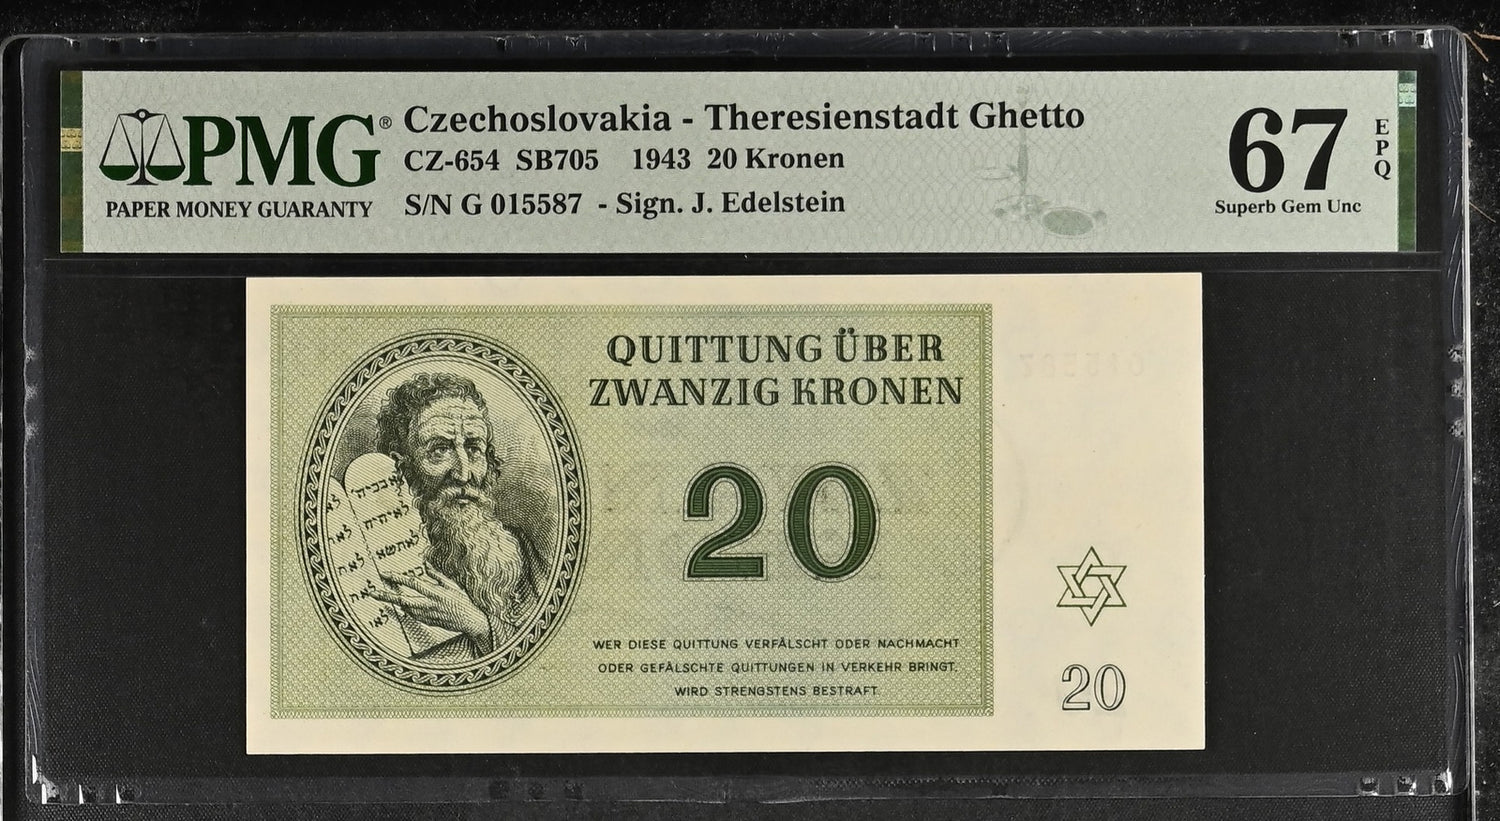 PMG®
PAPER MONEY GUARANTY
Czechoslovakia - Theresienstadt Ghetto
CZ-654 SB705 1943 20 Kronen
S/N G 015587 - Sign. J. Edelstein
67
EPQ
Superb Gem Unc
QUITTUNG ÜBER
ZWANZIG KRONEN
20
WER DIESE QUITTUNG VERFÄLSCHT ODER NACHMACHT
ODER GEFÄLSCHTE QUITTUNGEN IN VERKEHR BRINGT,
WIRD STRENGSTENS BESTRAFT.
20